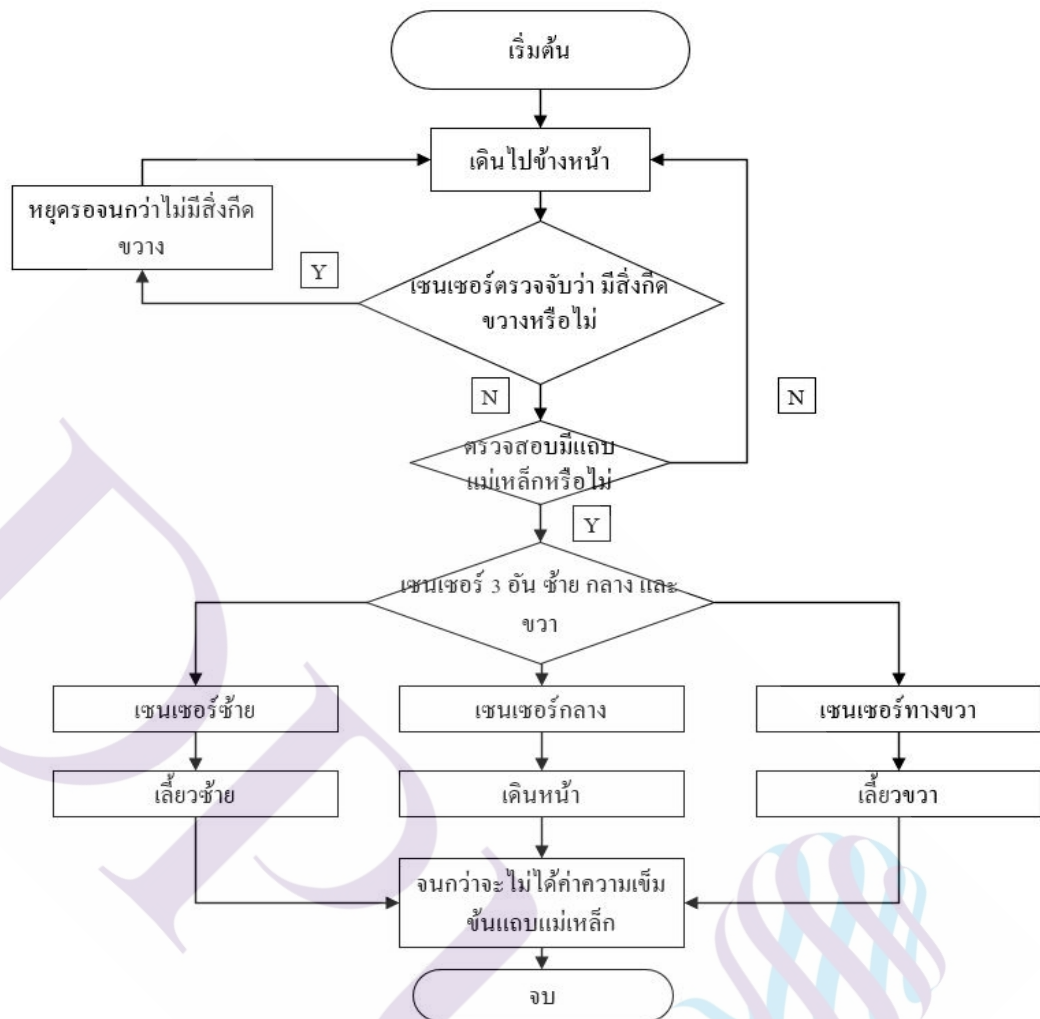 เริ่มต้น
เดินไปข้างหน้า
หยุดรอจนกว่าไม่มีสิ่งกีด
ขวาง
Y
เซนเซอร์ตรวจจับว่า มีสิ่งกีด
ขวางหรือไม่
N
N
ตรวจสอบมีแถบ
แม่เหล็กหรือไม่
Y
เซนเซอร์ 3 อัน ซ้าย กลาง และ
ขวา
เซนเซอร์ซ้าย
เซนเซอร์กลาง
เซนเซอร์ทางขวา
เลี้ยวซ้าย
เดินหน้า
เลี้ยวขวา
จนกว่าจะไม่ได้ค่าความเข็ม
ข้นแถบแม่เหล็ก
จบ